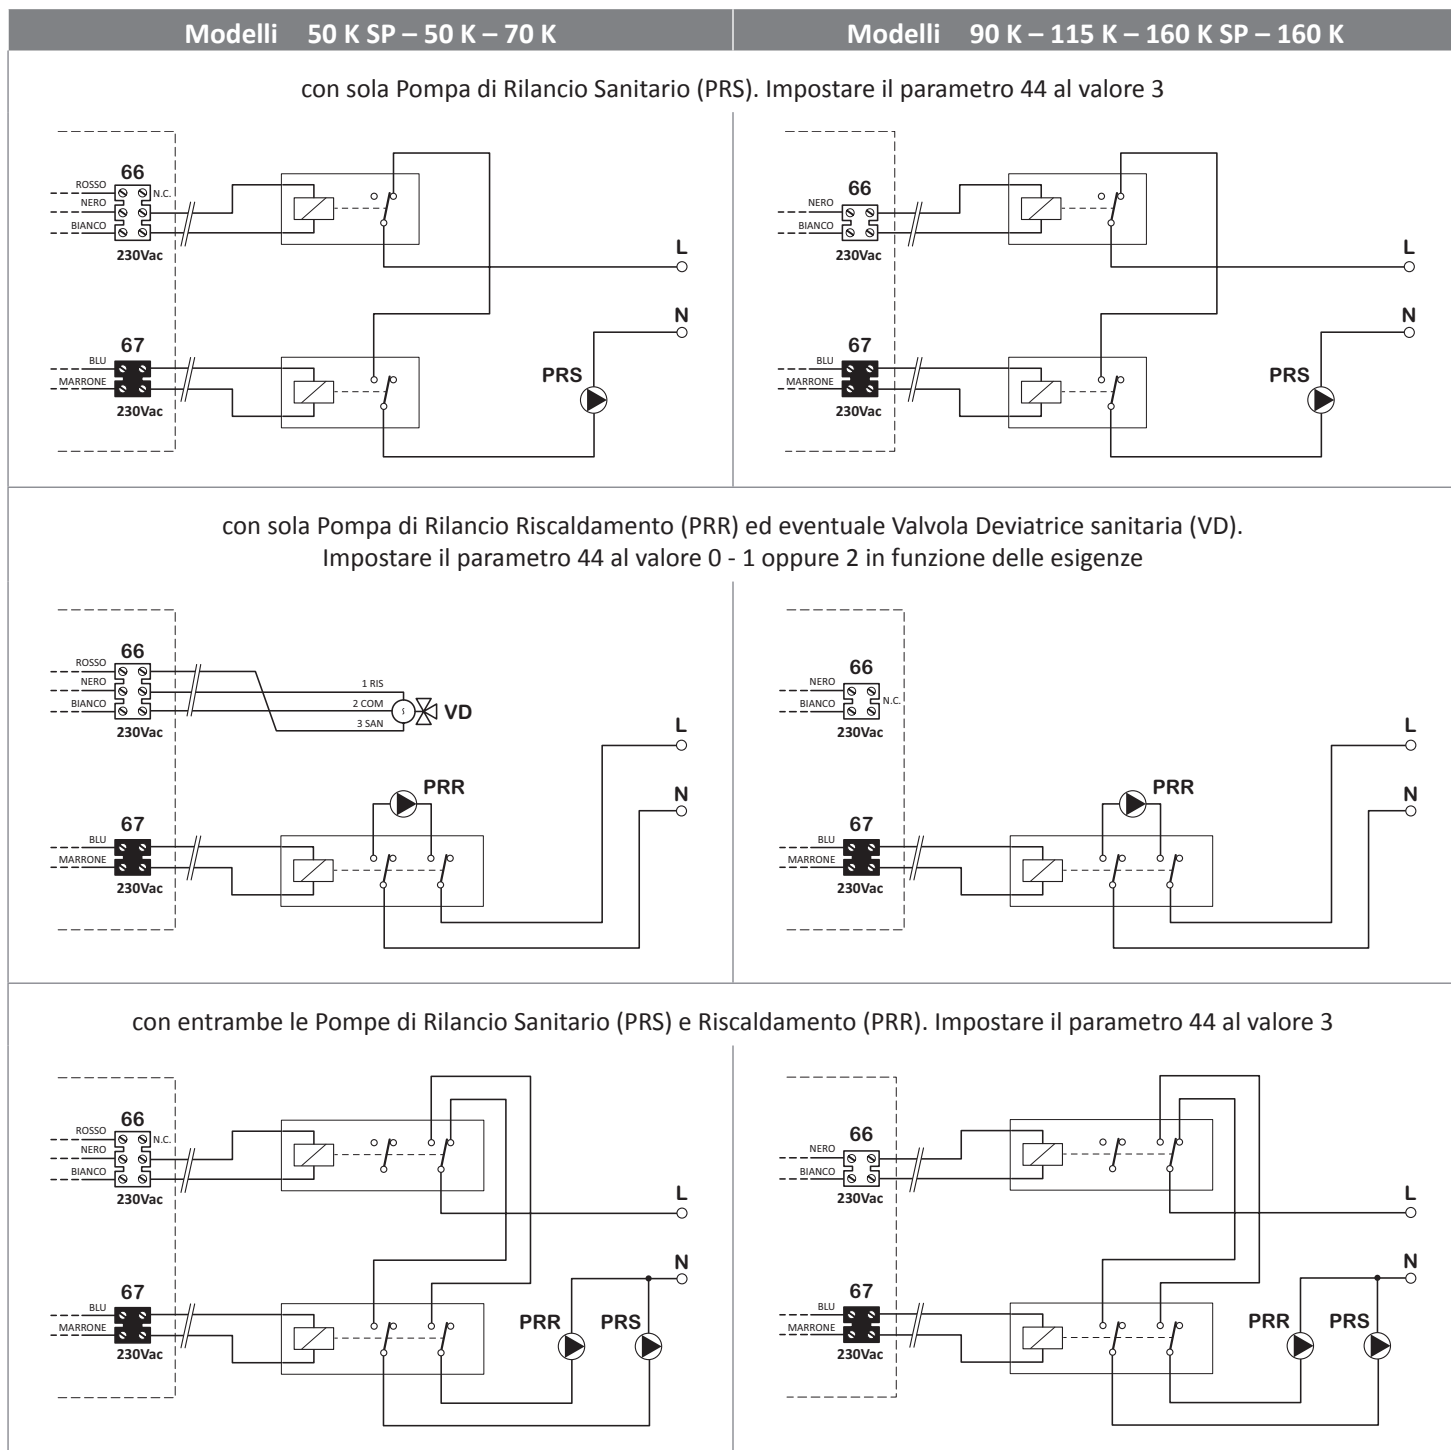 Modelli 50 K SP – 50 K – 70 K
Modelli 90 K – 115 K – 160 K SP – 160 K
con sola Pompa di Rilancio Sanitario (PRS). Impostare il parametro 44 al valore 3
66
ROSSO
N.C.
NERO
BIANCO
230Vac
L
N
67
BLU
MARRONE
230Vac
PRS
66
NERO
BIANCO
230Vac
L
N
67
BLU
MARRONE
230Vac
PRS
con sola Pompa di Rilancio Riscaldamento (PRR) ed eventuale Valvola Deviatrice sanitaria (VD).
Impostare il parametro 44 al valore 0 - 1 oppure 2 in funzione delle esigenze
66
ROSSO
NERO
BIANCO
230Vac
1 RIS
2 COM
3 SAN
VD
L
N
PRR
67
BLU
MARRONE
230Vac
66
NERO
BIANCO
N.C.
230Vac
L
N
PRR
67
BLU
MARRONE
230Vac
con entrambe le Pompe di Rilancio Sanitario (PRS) e Riscaldamento (PRR). Impostare il parametro 44 al valore 3
66
ROSSO
N.C.
NERO
BIANCO
230Vac
L
N
67
BLU
MARRONE
230Vac
PRR
PRS
66
NERO
BIANCO
230Vac
L
N
67
BLU
MARRONE
230Vac
PRR
PRS